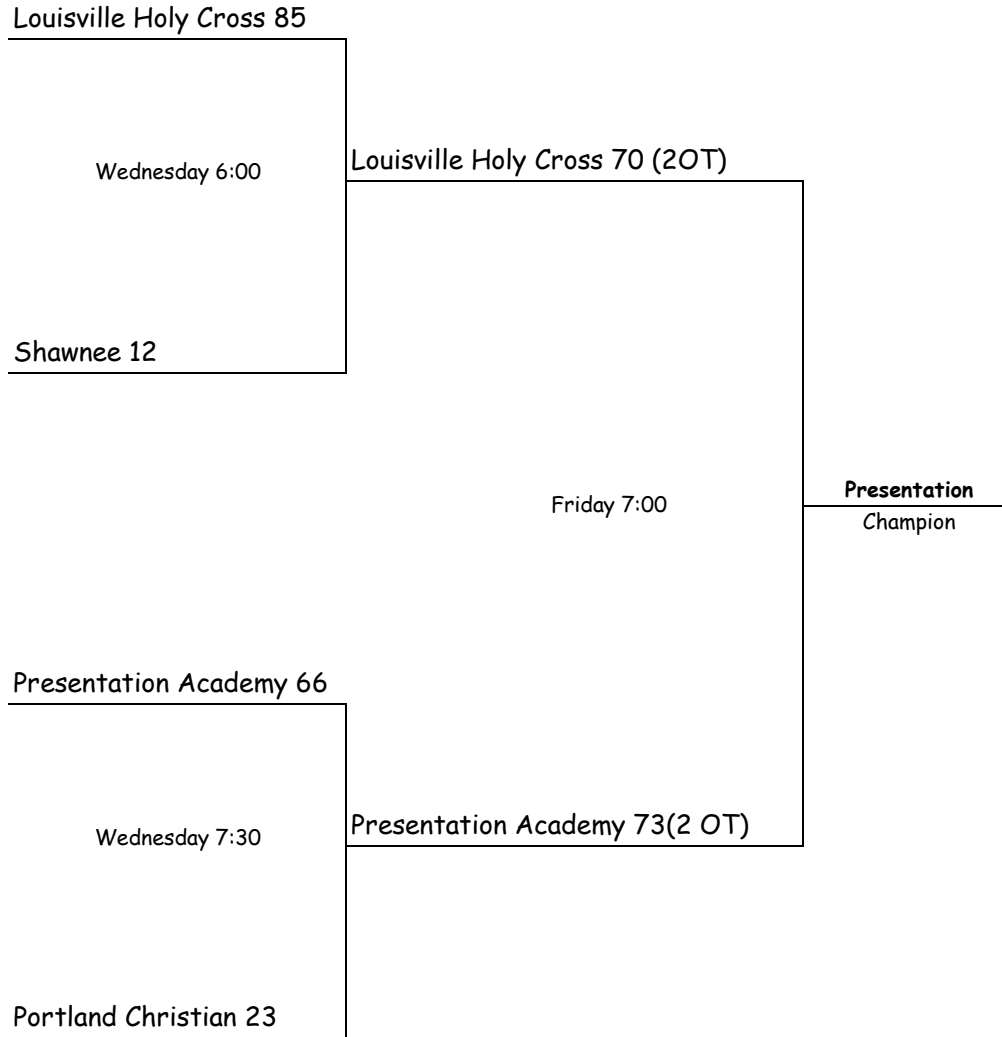 Louisville Holy Cross 85
Wednesday 6:00
Louisville Holy Cross 70 (2OT)
Shawnee 12
Friday 7:00
Presentation
Champion
Presentation Academy 66
Wednesday 7:30
Presentation Academy 73(2 OT)
Portland Christian 23